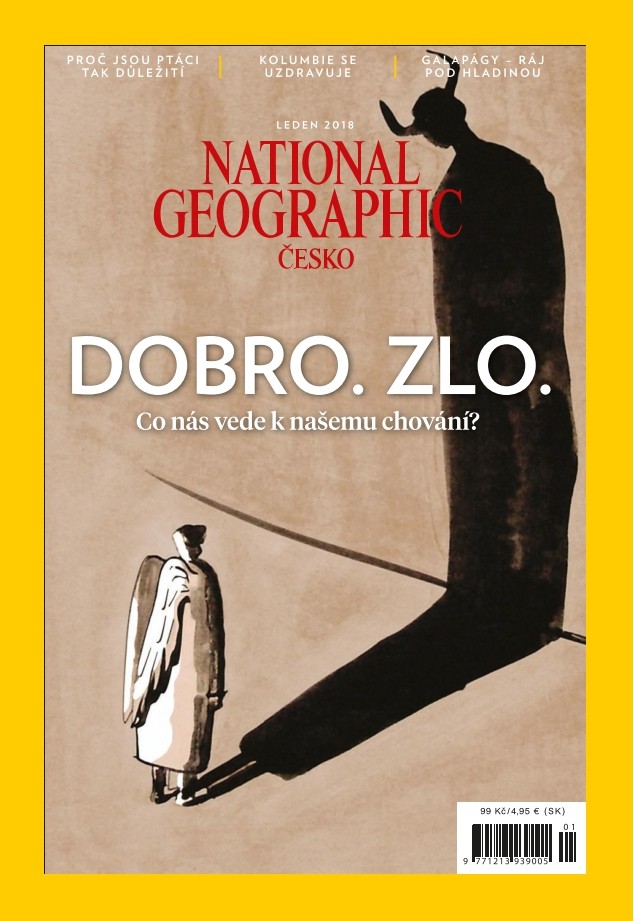 PROČ JSOU PTÁCI
TAK DŮLEŽITÍ
KOLUMBIE SE
UZDRAVUJE
GALAPÁGY – RÁJ
POD HLADINOU
LEDEN 2018
NATIONAL
GEOGRAPHIC
ČESKO
DOBRO. ZLO.
Co nás vede k našemu chování?
99 Kč/4,95 € (SK)
01
9 771213 939005